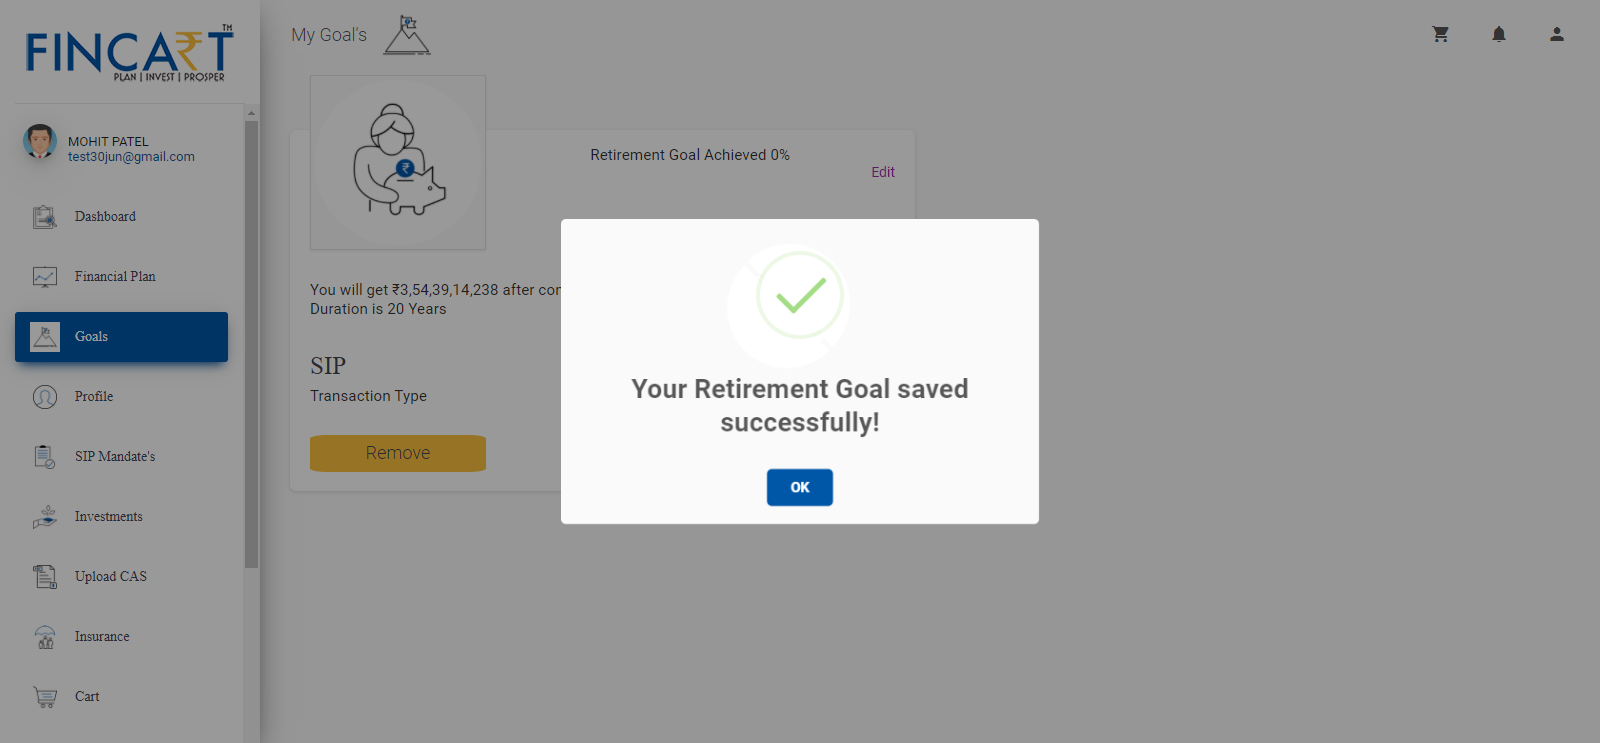 FINCART™
PLAN | INVEST | PROSPER
MOHIT PATEL
test30jun@gmail.com
Dashboard
Financial Plan
Goals
Profile
SIP Mandate's
Investments
Upload CAS
Insurance
Cart
My Goal's
Retirement Goal Achieved 0%
Edit
You will get ₹3,54,39,14,238 after
Duration is 20 Years
SIP
Transaction Type
Remove
Your Retirement Goal saved
successfully!
OK